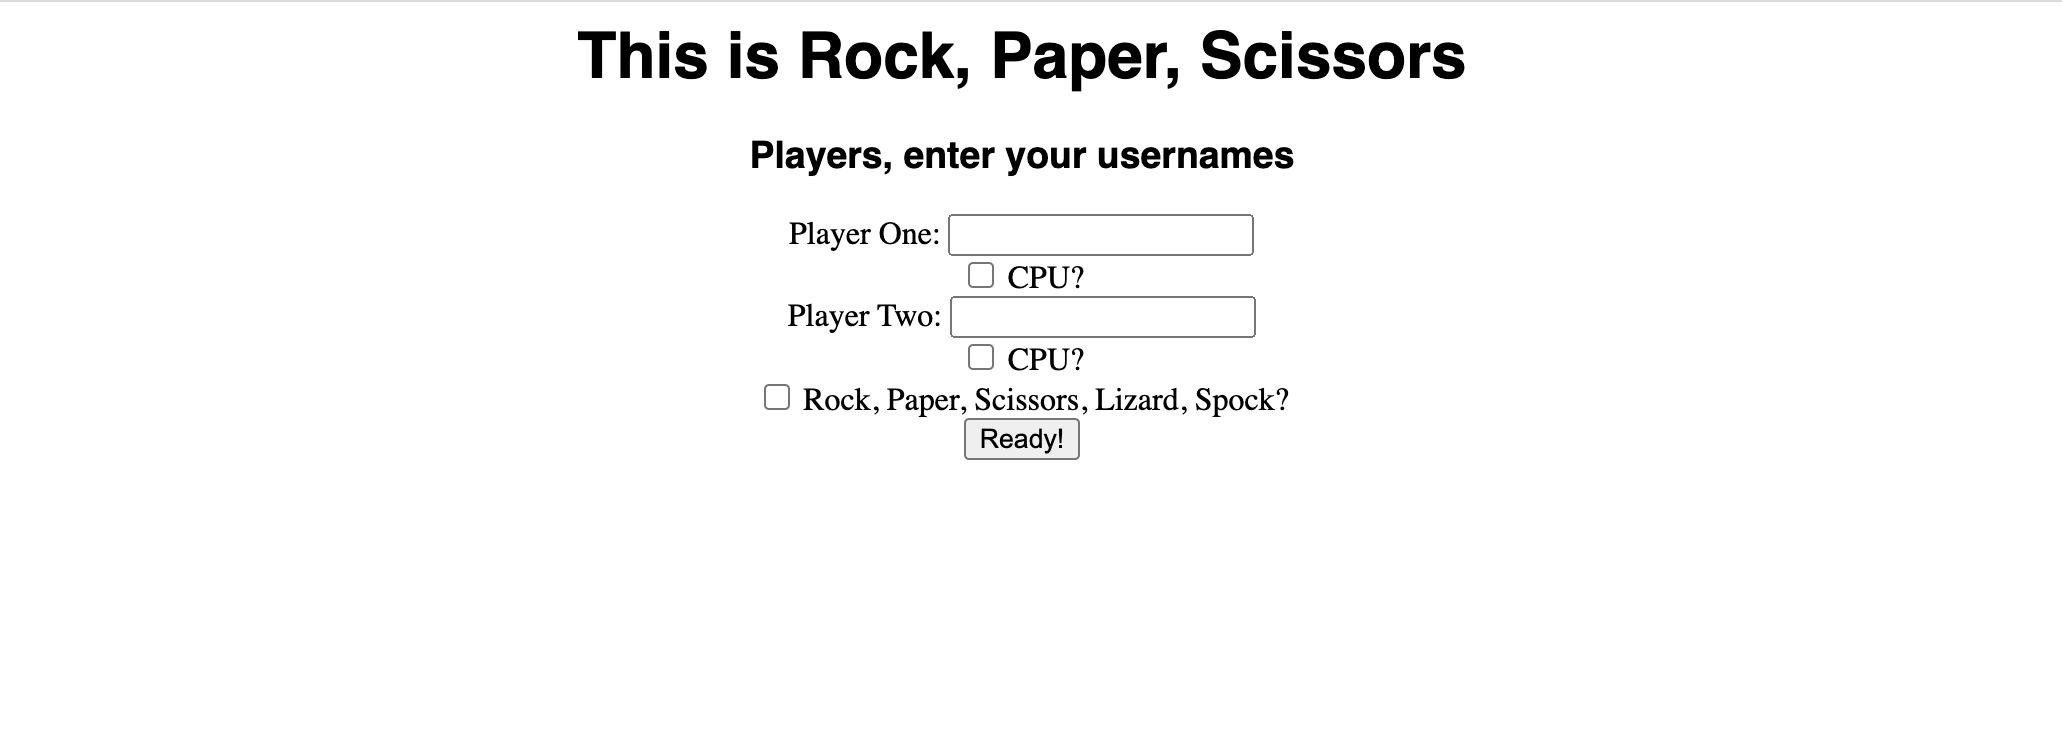 This is Rock, Paper, Scissors
Players, enter your usernames
Player One:
CPU?
Player Two:
CPU?
Rock, Paper, Scissors, Lizard, Spock?
Ready!